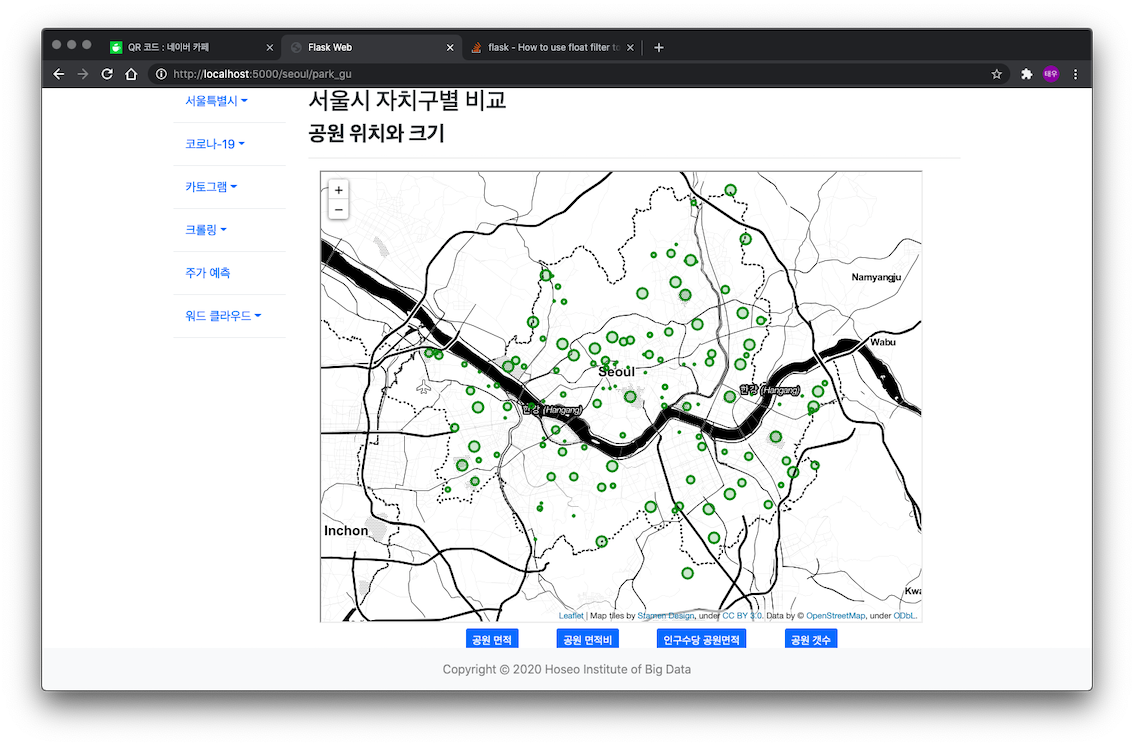 QR 코드 : 네이버 카페
Flask Web
flask - How to use float filter to
http://localhost:5000/seoul/park_gu
태우
서울특별시
코로나-19
카토그램
크롤링
주가 예측
워드 클라우드
서울시 자치구별 비교
공원 위치와 크기
+
−
Namyangju
Wabu
Seoul
한강 (Hangang)
한강 (Hangang)
Inchon
Kwa
Leaflet | Map tiles by Stamen Design, under CC BY 3.0. Data by © OpenStreetMap, under ODbL.
공원 면적
공원 면적비
인구수당 공원면적
공원 갯수
Copyright © 2020 Hoseo Institute of Big Data